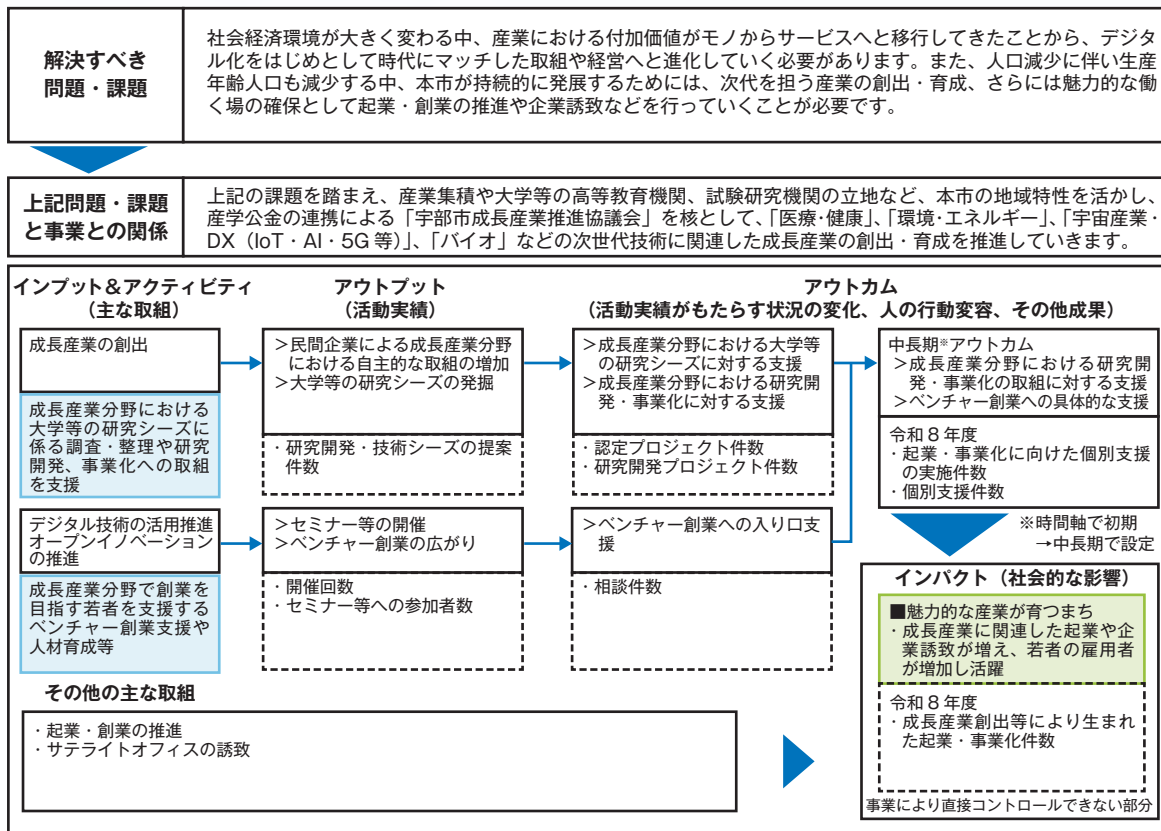 解決すべき
問題・課題
社会経済環境が大きく変わる中、産業における付加価値がモノからサービスへと移行してきたことから、デジタ
ル化をはじめとして時代にマッチした取組や経営へと進化していく必要があります。また、人口減少に伴い生産
年齢人口も減少する中、本市が持続的に発展するためには、次代を担う産業の創出・育成、さらには魅力的な働
く場の確保として起業・創業の推進や企業誘致などを行っていくことが必要です。
上記問題・課題
と事業との関係
上記の課題を踏まえ、産業集積や大学等の高等教育機関、試験研究機関の立地など、本市の地域特性を活かし、
産学公金の連携による「宇部市成長産業推進協議会」を核として、「医療・健康」、「環境・エネルギー」、「宇宙産業・
DX（IoT・AI・5G 等）」、「バイオ」などの次世代技術に関連した成長産業の創出・育成を推進していきます。
インプット＆アクティビティ
（主な取組）
アウトプット
（活動実績）
アウトカム
（活動実績がもたらす状況の変化、人の行動変容、その他成果）
成長産業の創出
成長産業分野における
大学等の研究シーズに
係る調査・整理や研究
開発、事業化への取組
を支援
＞民間企業による成長産業分野
における自主的な取組の増加
＞大学等の研究シーズの発掘
・研究開発・技術シーズの提案
件数
＞成長産業分野における大学等
の研究シーズに対する支援
＞成長産業分野における研究開
発・事業化に対する支援
・認定プロジェクト件数
・研究開発プロジェクト件数
中長期※アウトカム
＞成長産業分野における研究開
発・事業化の取組に対する支援
＞ベンチャー創業への具体的な支援
令和８年度
・起業・事業化に向けた個別支援
の実施件数
・個別支援件数
デジタル技術の活用推進
オープンイノベーション
の推進
成長産業分野で創業を
目指す若者を支援する
ベンチャー創業支援や
人材育成等
＞セミナー等の開催
＞ベンチャー創業の広がり
・開催回数
・セミナー等への参加者数
＞ベンチャー創業への入り口支
援
・相談件数
※時間軸で初期
→中長期で設定
インパクト（社会的な影響）
■魅力的な産業が育つまち
・成長産業に関連した起業や企
業誘致が増え、若者の雇用者
が増加し活躍
令和８年度
・成長産業創出等により生まれ
た起業・事業化件数
事業により直接コントロールできない部分
その他の主な取組
・起業・創業の推進
・サテライトオフィスの誘致